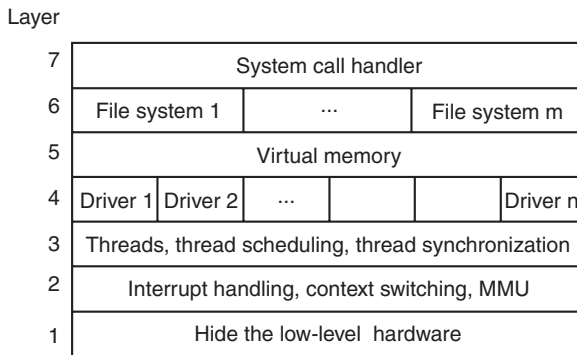 Layer
7 System call handler
6 File system 1 ... File system m
5 Virtual memory
4 Driver 1 Driver 2 ... Driver n
3 Threads, thread scheduling, thread synchronization
2 Interrupt handling, context switching, MMU
1 Hide the low-level hardware